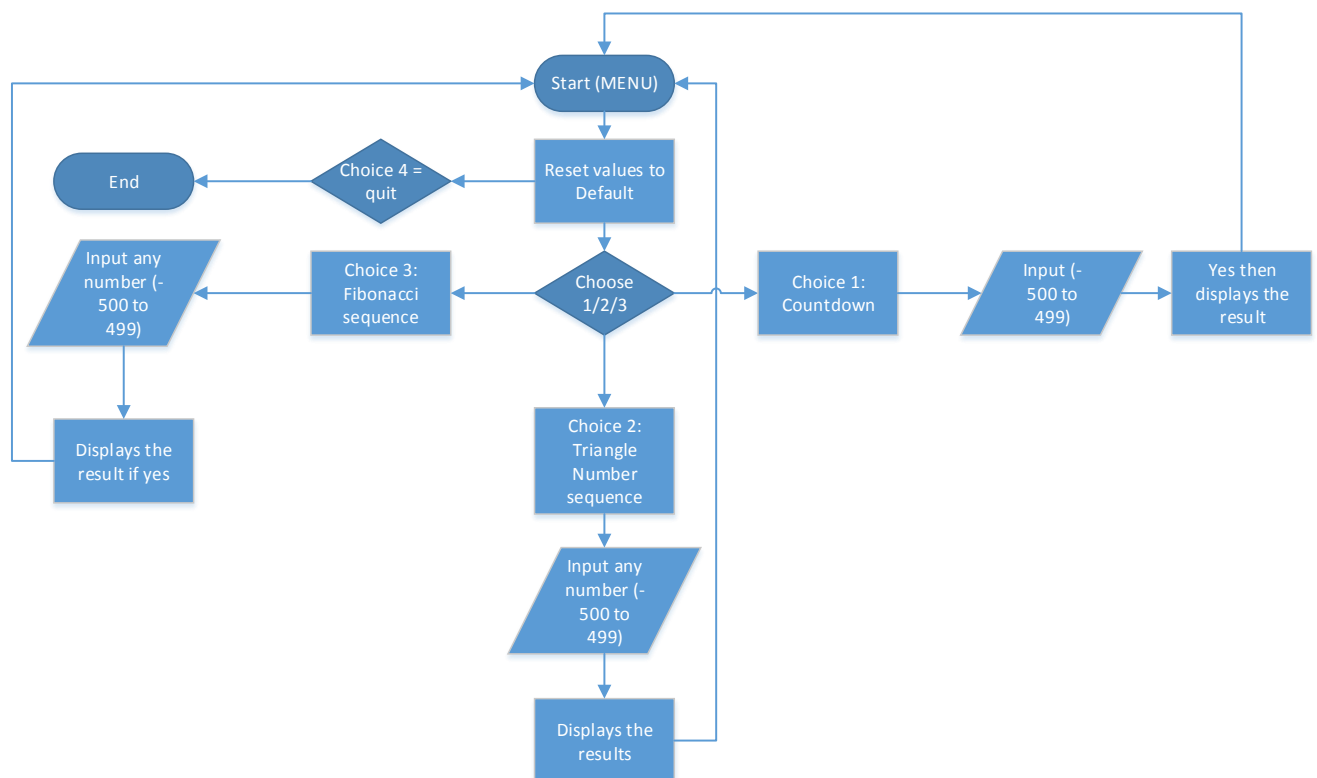 Start (MENU)
End
Choice 4 =
quit
Reset values to
Default
Input any
number (-
500 to
499)
Choice 3:
Fibonacci
sequence
Choose
1/2/3
Choice 1:
Countdown
Input (-
500 to
499)
Yes then
displays the
result
Displays the
result if yes
Choice 2:
Triangle
Number
sequence
Input any
number (-
500 to
499)
Displays the
results